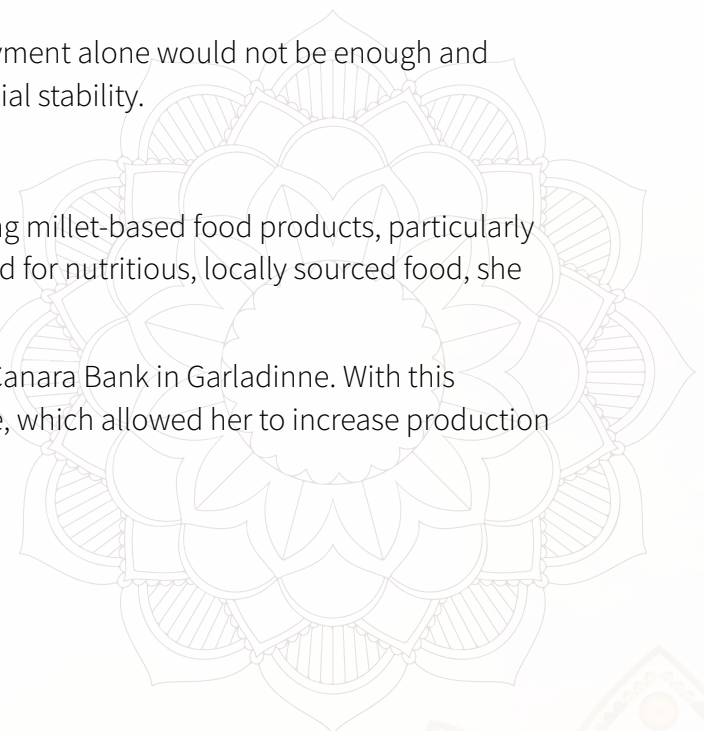 yment alone would not be enough and
ial stability.
ng millet-based food products, particularly
d for nutritious, locally sourced food, she
Canara Bank in Garladinne. With this
e, which allowed her to increase production